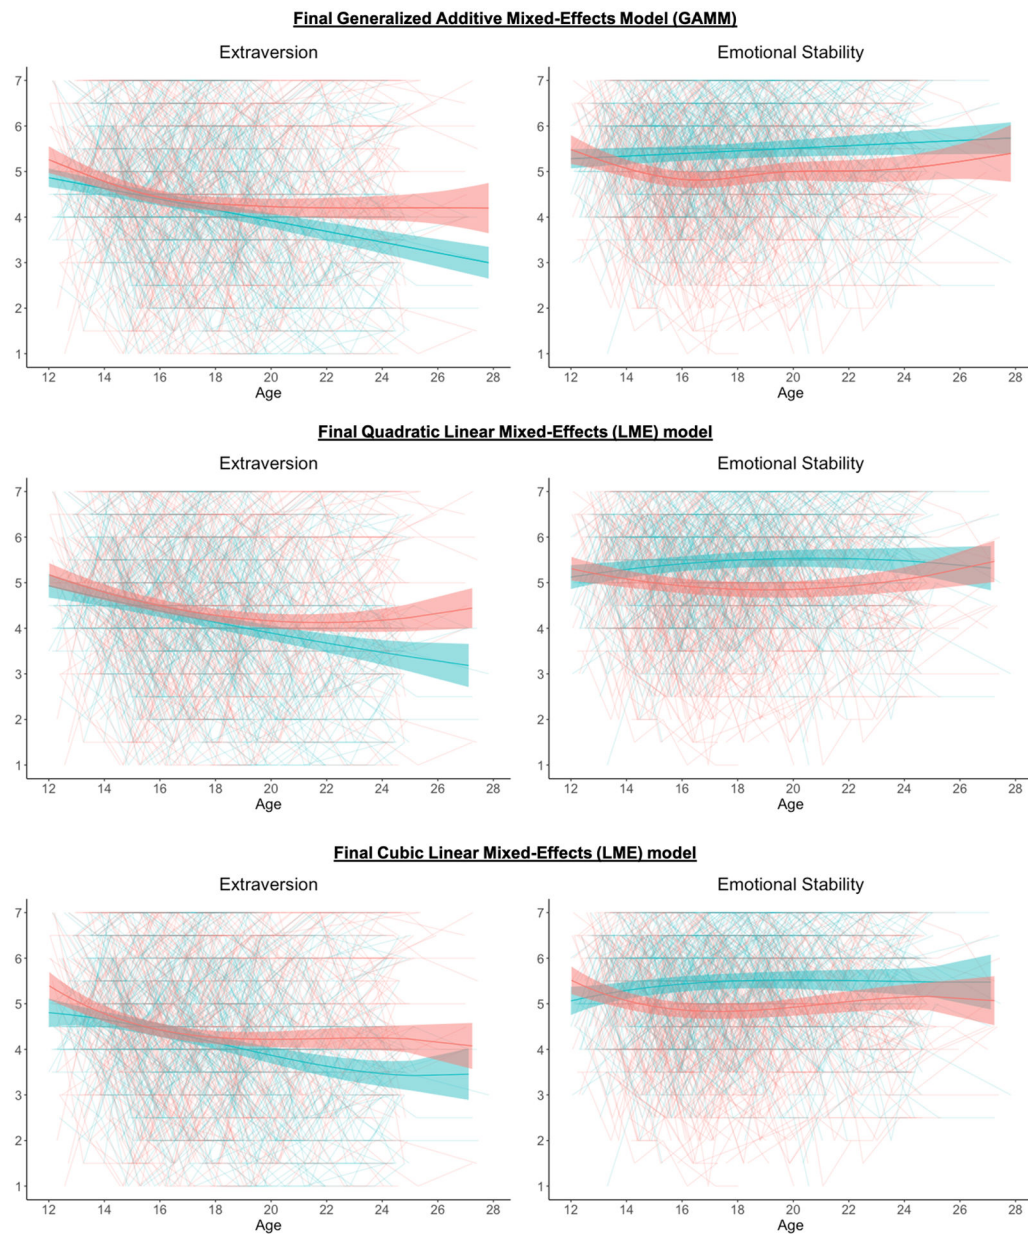 Final Generalized Additive Mixed-Effects Model (GAMM)
Extraversion
Emotional Stability
7
6
5
4
3
2
1
12 14 16 18 20 22 24 26 28
Age
7
6
5
4
3
2
1
12 14 16 18 20 22 24 26 28
Age
Final Quadratic Linear Mixed-Effects (LME) model
Extraversion
Emotional Stability
7
6
5
4
3
2
1
12 14 16 18 20 22 24 26 28
Age
7
6
5
4
3
2
1
12 14 16 18 20 22 24 26 28
Age
Final Cubic Linear Mixed-Effects (LME) model
Extraversion
Emotional Stability
7
6
5
4
3
2
1
12 14 16 18 20 22 24 26 28
Age
7
6
5
4
3
2
1
12 14 16 18 20 22 24 26 28
Age